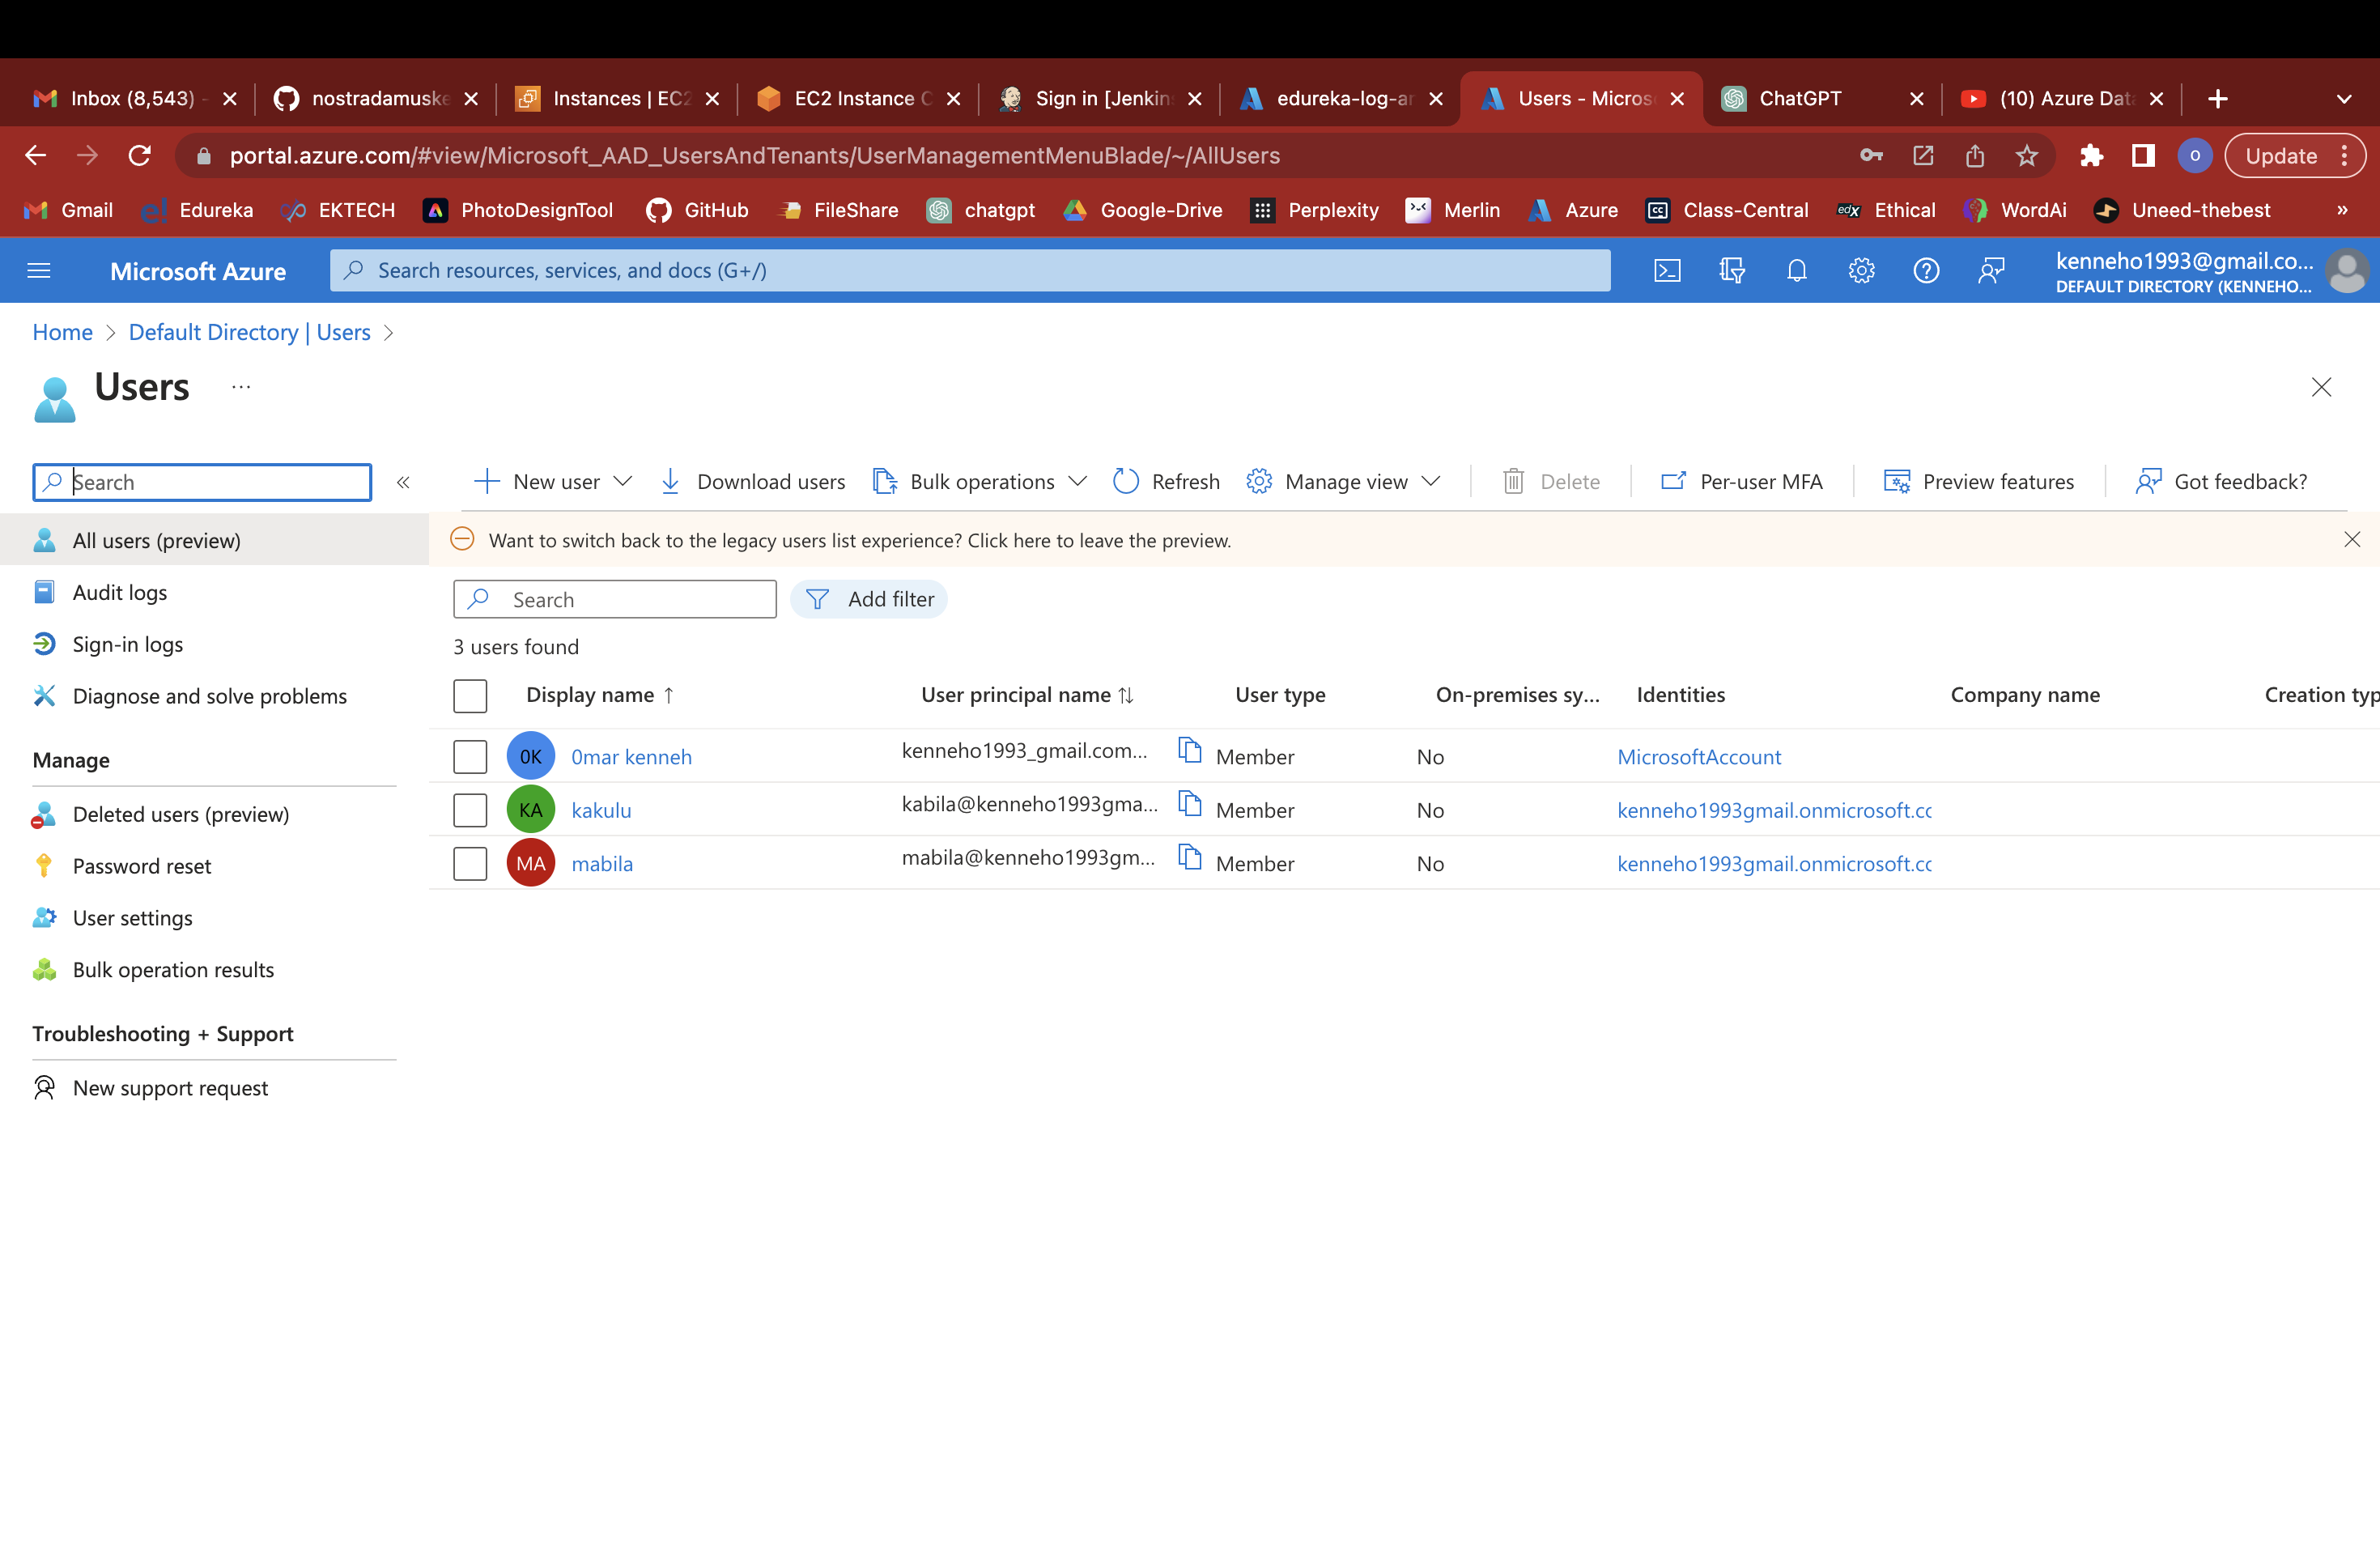 Inbox (8,543) -
nostradamuske
Instances | EC2
EC2 Instance C
Sign in [Jenkins
edureka-log-an
Users - Micros
ChatGPT
(10) Azure Data
portal.azure.com/#view/Microsoft_AAD_UsersAndTenants/UserManagementMenuBlade/~/AllUsers
O
Update
Gmail
e!
Edureka
EKTECH
PhotoDesignTool
GitHub
FileShare
chatgpt
Google-Drive
Perplexity
Merlin
Azure
CC
Class-Central
edX
Ethical
WordAi
Uneed-thebest
»
Microsoft Azure
Search resources, services, and docs (G+/)
kenneho1993@gmail.co...
DEFAULT DIRECTORY (KENNEHO...
Home > Default Directory | Users >
Users ...
Search
«
New user
Download users
Bulk operations
Refresh
Manage view
Delete
Per-user MFA
Preview features
Got feedback?
All users (preview)
Audit logs
Sign-in logs
Diagnose and solve problems
Manage
Deleted users (preview)
Password reset
User settings
Bulk operation results
Troubleshooting + Support
New support request
Want to switch back to the legacy users list experience? Click here to leave the preview.
Search
Add filter
3 users found
Display name ↑ User principal name ↑↓ User type On-premises sy... Identities Company name Creation typ
0K 0mar kenneh kenneho1993_gmail.com... Member No MicrosoftAccount
KA kakulu kabila@kenneho1993gma... Member No kenneho1993gmail.onmicrosoft.cc
MA mabila mabila@kenneho1993gm... Member No kenneho1993gmail.onmicrosoft.cc